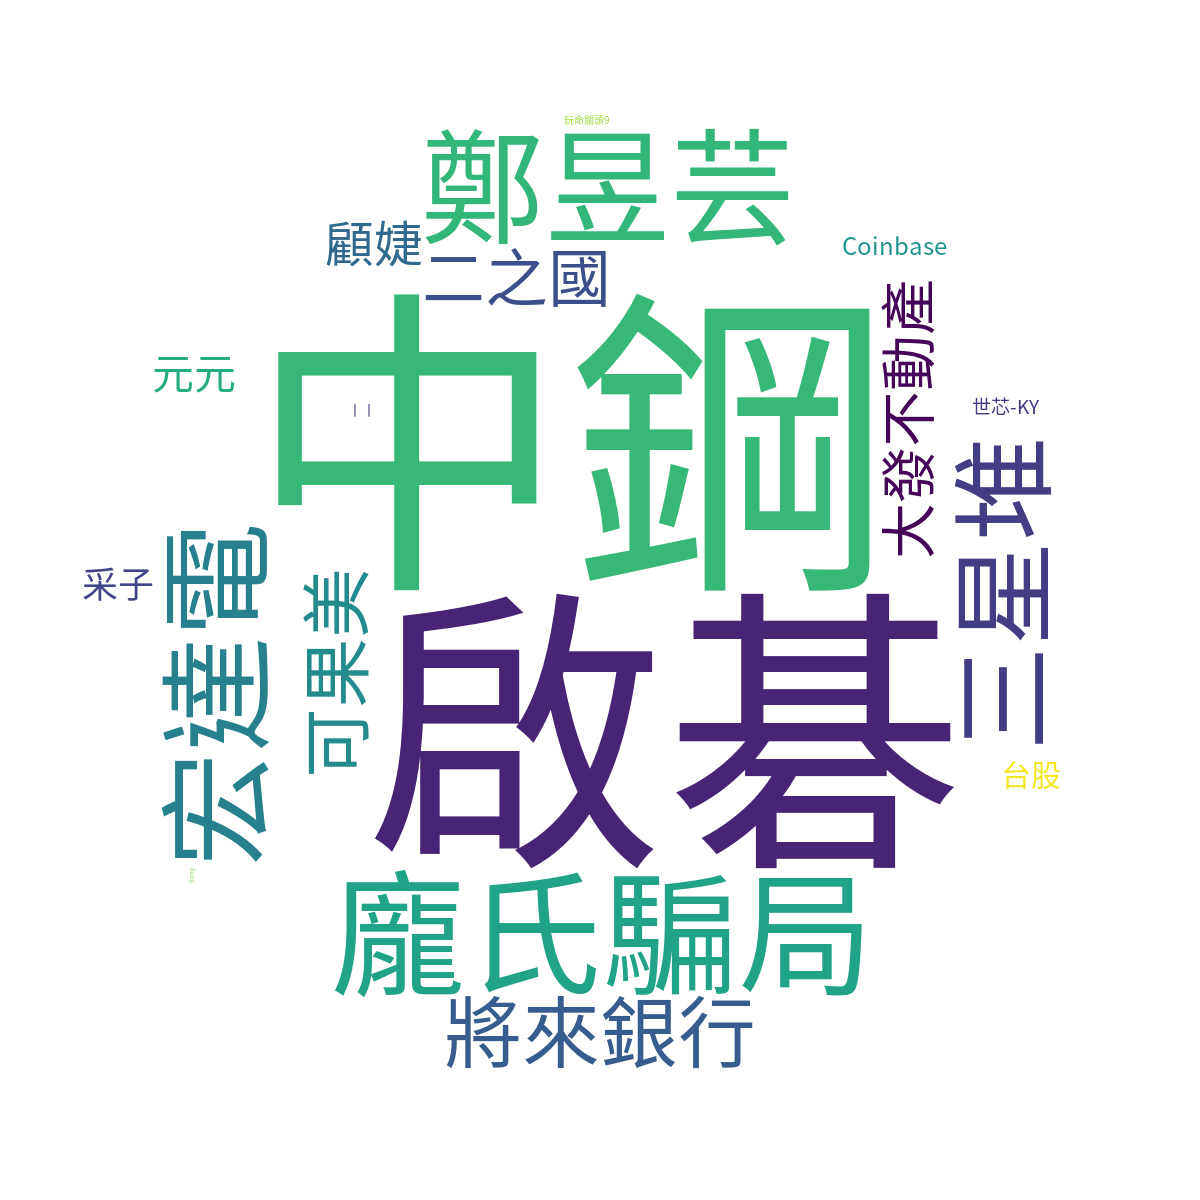 玩命關頭9
鄭昱芸
顧婕
二之國
Coinbase
中鋼
大發不動產
元元
世芯-KY
三星堆
宏達電
采子
可果美
啟碁
台股
Sony
龐氏騙局
將來銀行